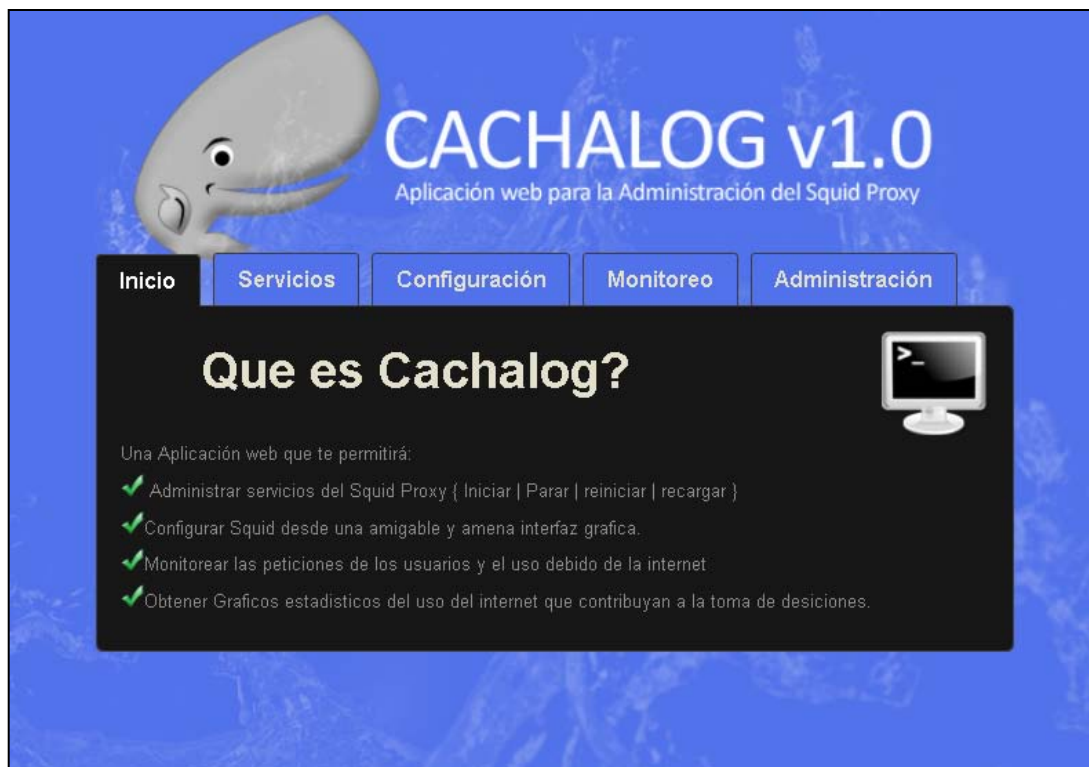 CACHALOG v1.0
Aplicación web para la Administración del Squid Proxy
Inicio
Servicios
Configuración
Monitoreo
Administración
Que es Cachalog?
>_
Una Aplicación web que te permitirá:
Administrar servicios del Squid Proxy { Iniciar | Parar | reiniciar | recargar }
Configurar Squid desde una amigable y amena interfaz grafica.
Monitorear las peticiones de los usuarios y el uso debido de la internet
Obtener Graficos estadisticos del uso del internet que contribuyan a la toma de desiciones.